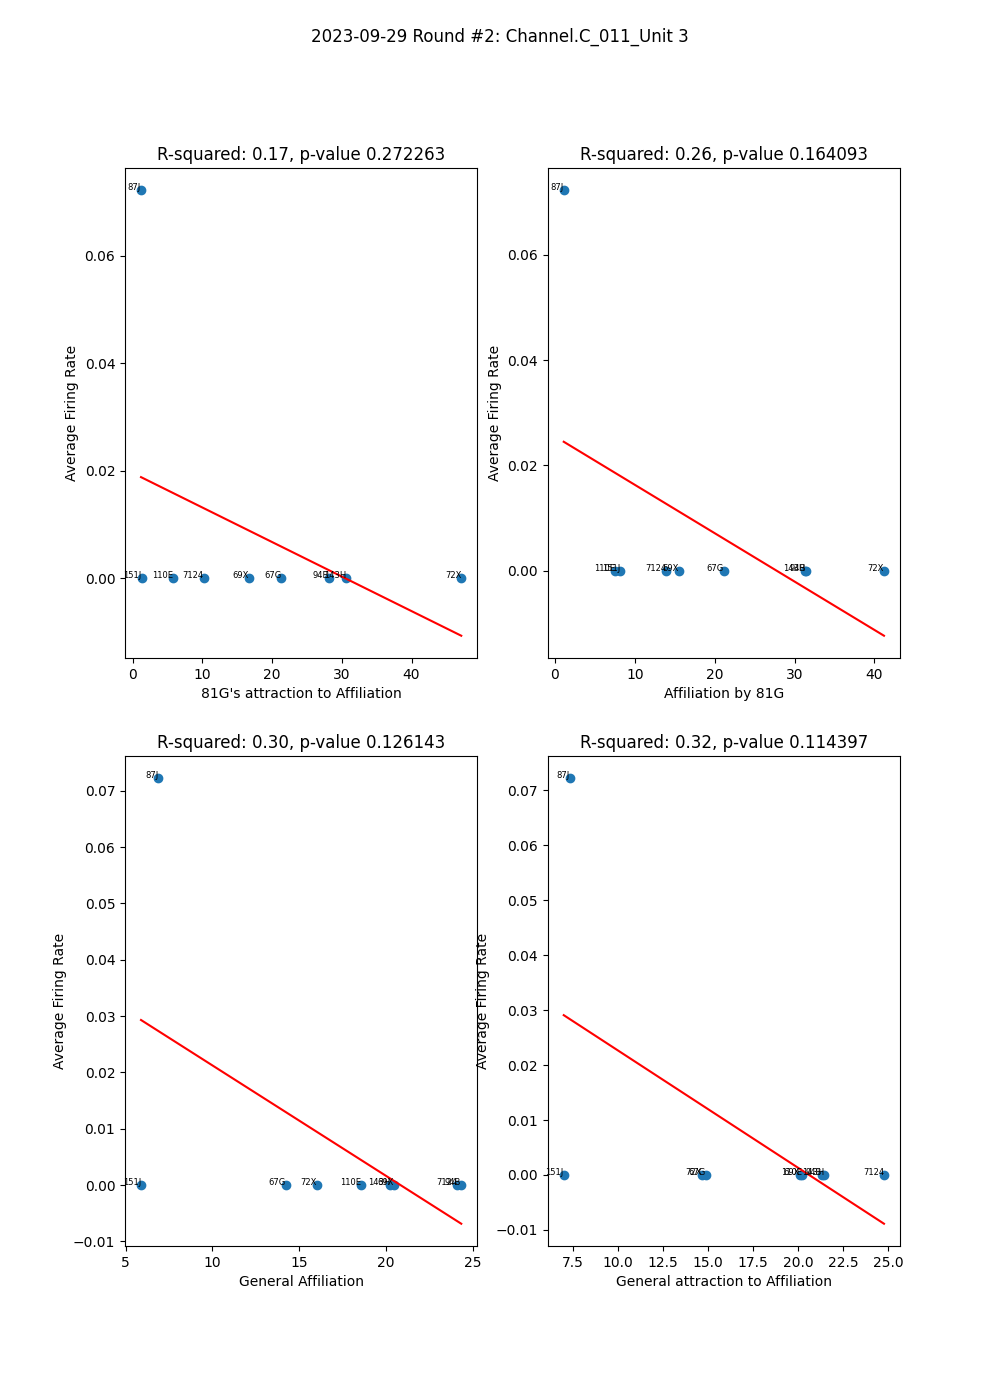 2023-09-29 Round #2: Channel.C_011_Unit 3
R-squared: 0.17, p-value 0.272263
Average Firing Rate
0.06
0.04
0.02
0.00
87J
151J
110E
7124
69X
67G
94B
143H
72X
0
10
20
30
40
81G's attraction to Affiliation
R-squared: 0.26, p-value 0.164093
Average Firing Rate
0.06
0.04
0.02
0.00
87J
7124
69X
67G
72X
0
10
20
30
40
Affiliation by 81G
R-squared: 0.30, p-value 0.126143
Average Firing Rate
0.07
0.06
0.05
0.04
0.03
0.02
0.01
0.00
−0.01
87J
151J
67G
72X
110E
5
10
15
20
25
General Affiliation
R-squared: 0.32, p-value 0.114397
Average Firing Rate
0.07
0.06
0.05
0.04
0.03
0.02
0.01
0.00
−0.01
87J
151J
7124
7.5
10.0
12.5
15.0
17.5
20.0
22.5
25.0
General attraction to Affiliation